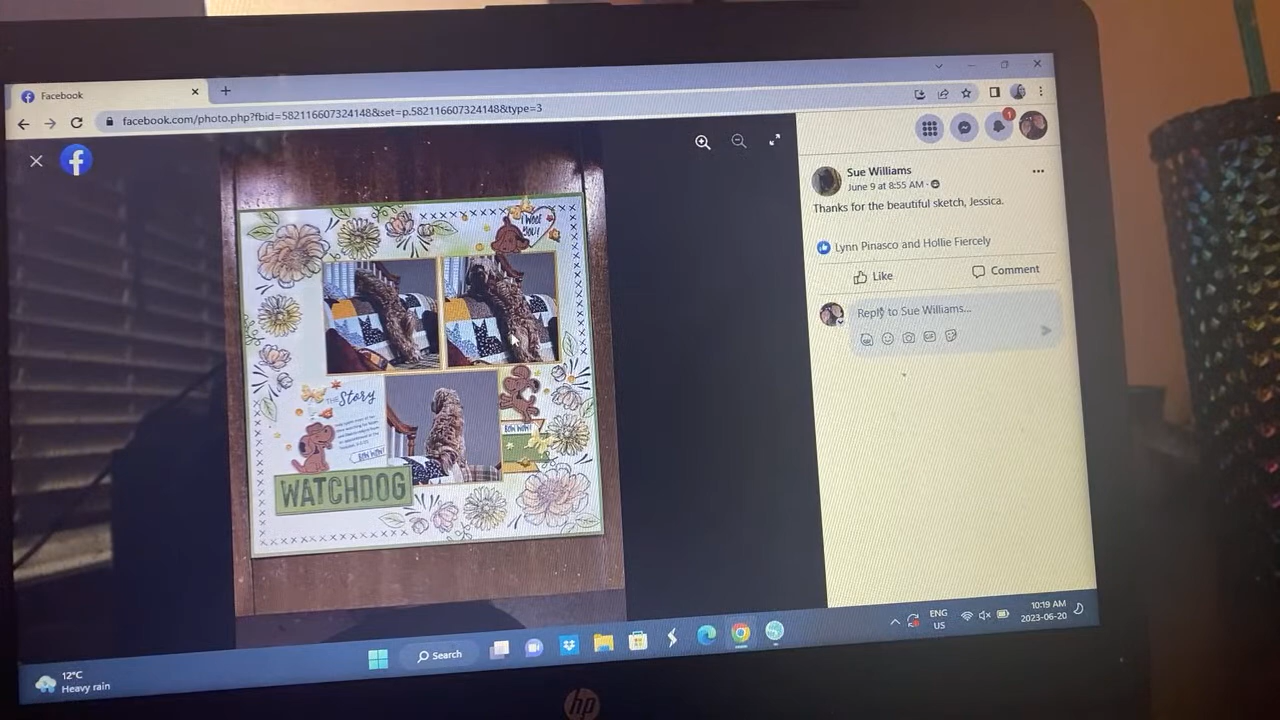 Facebook
facebook.com/photo.php?fbid=582116607324148&set=p.582116607324148&type=3
1
Sue Williams
June 9 at 8:55 AM ·
Thanks for the beautiful sketch, Jessica.
Lynn Pinasco and Hollie Fiercely
Like
Comment
Reply to Sue Williams...
I WOOF
YOU!
THE Story
BOW WOW!
BOW WOW!
WATCHDOG
12°C
Heavy rain
Search
ENG
US
10:19 AM
2023-06-20
hp